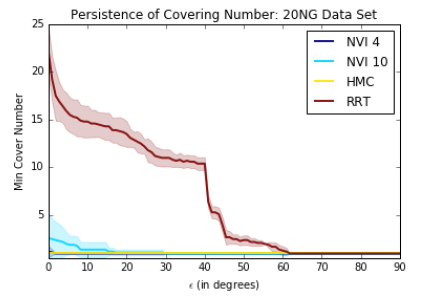 Persistence of Covering Number: 20NG Data Set
25
20
15
10
5
Min Cover Number
NVI 4
NVI 10
HMC
RRT
0 10 20 30 40 50 60 70 80 90
ϵ (in degrees)